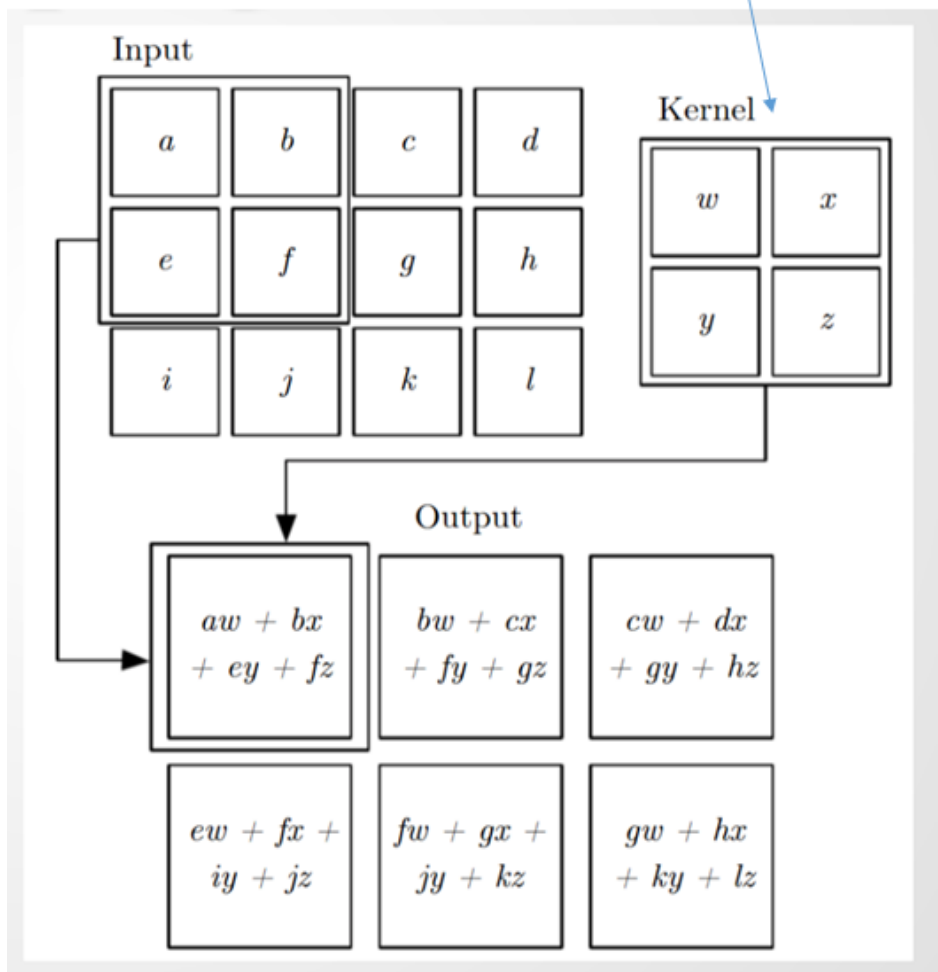 Input
Kernel
a b c d
w x
e f g h
y z
i j k l
Output
aw + bx
+ ey + fz
bw + cx
+ fy + gz
cw + dx
+ gy + hz
ew + fx +
iy + jz
fw + gx +
jy + kz
gw + hx
+ ky + lz